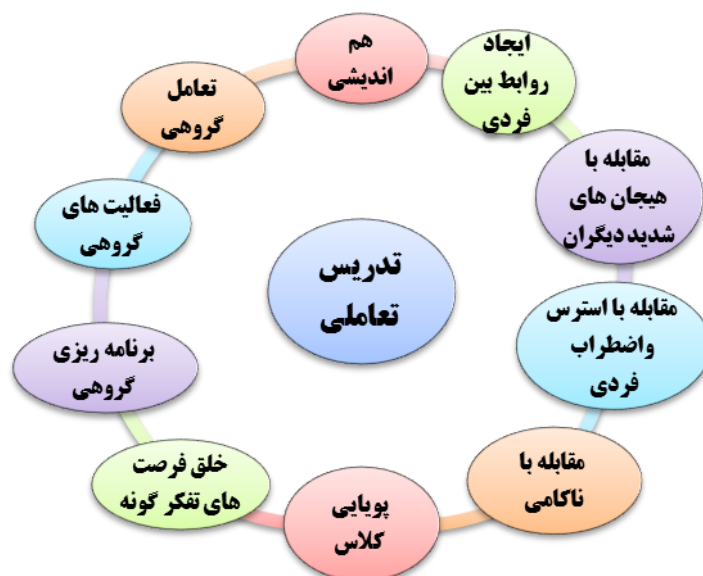 هم
اندیشی
ایجاد
روابط بین
فردی
مقابله با
هیجان های
شدید دیگران
مقابله با استرس
واضطراب
فردی
مقابله با
ناکامی
پویایی
کلاس
خلق فرصت
های تفکر گونه
برنامه ریزی
گروهی
فعالیت های
گروهی
تعامل
گروهی
تدریس
تعاملی